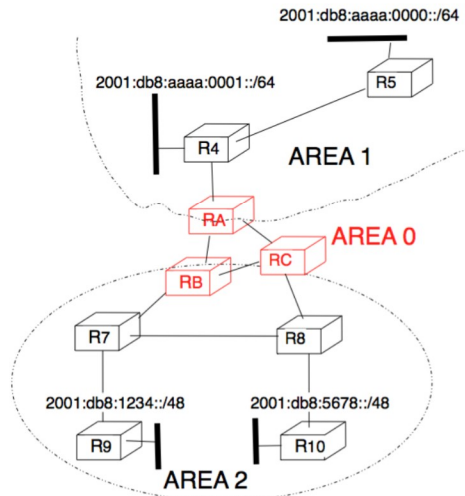 2001:db8:aaaa:0000::/64
2001:db8:aaaa:0001::/64
R5
R4
AREA 1
RA
AREA 0
RC
RB
R7
R8
2001:db8:1234::/48
2001:db8:5678::/48
R9
R10
AREA 2